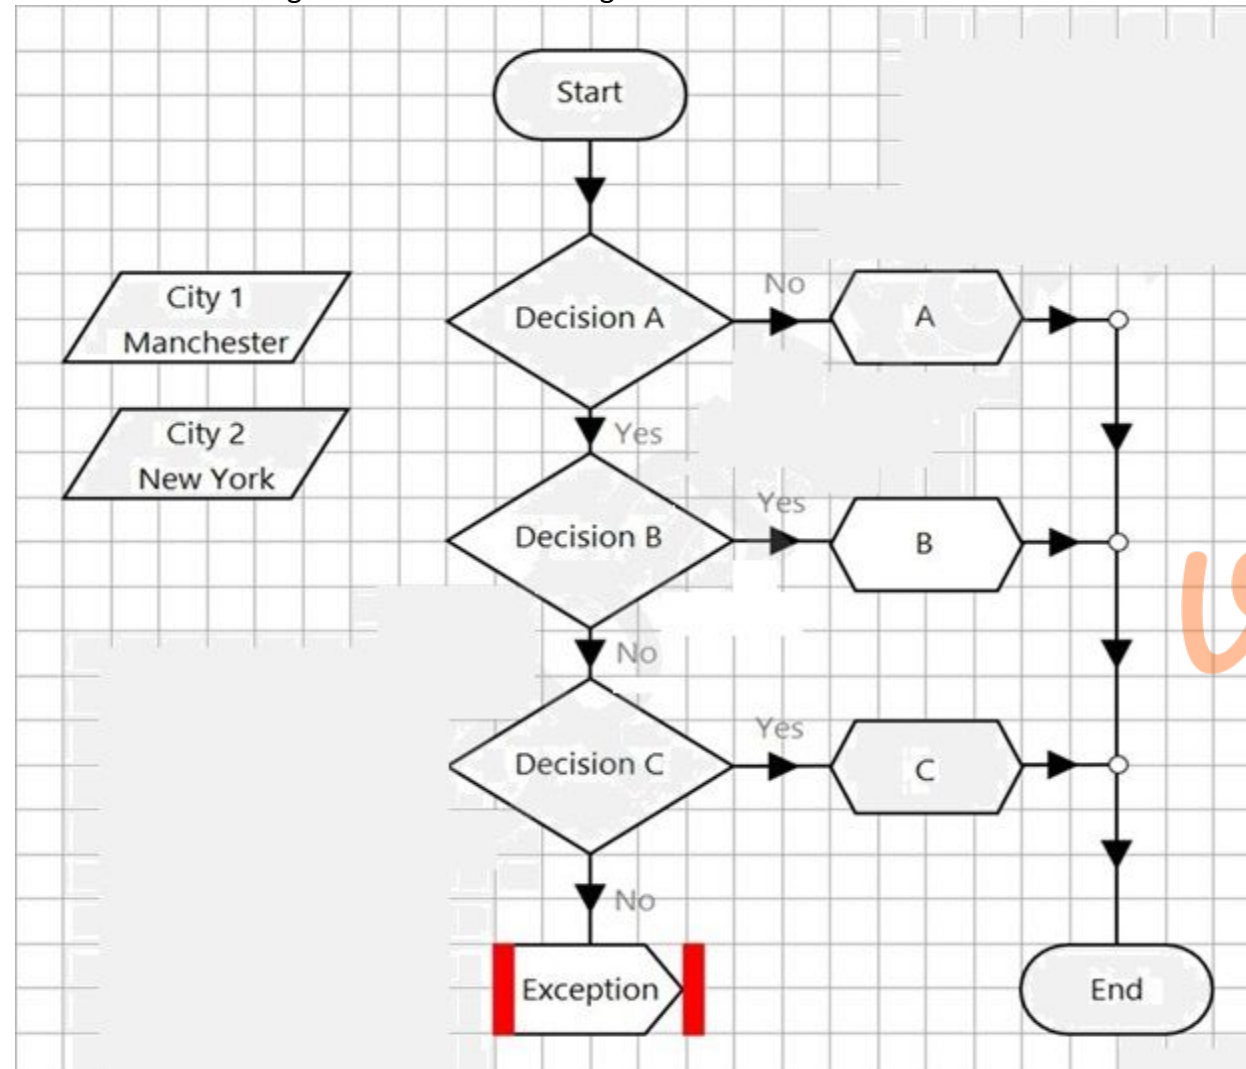 Start
No
City 1
Manchester
Decision A
A
City 2
New York
Yes
Yes
Decision B
B
No
Yes
Decision C
C
No
Exception
End